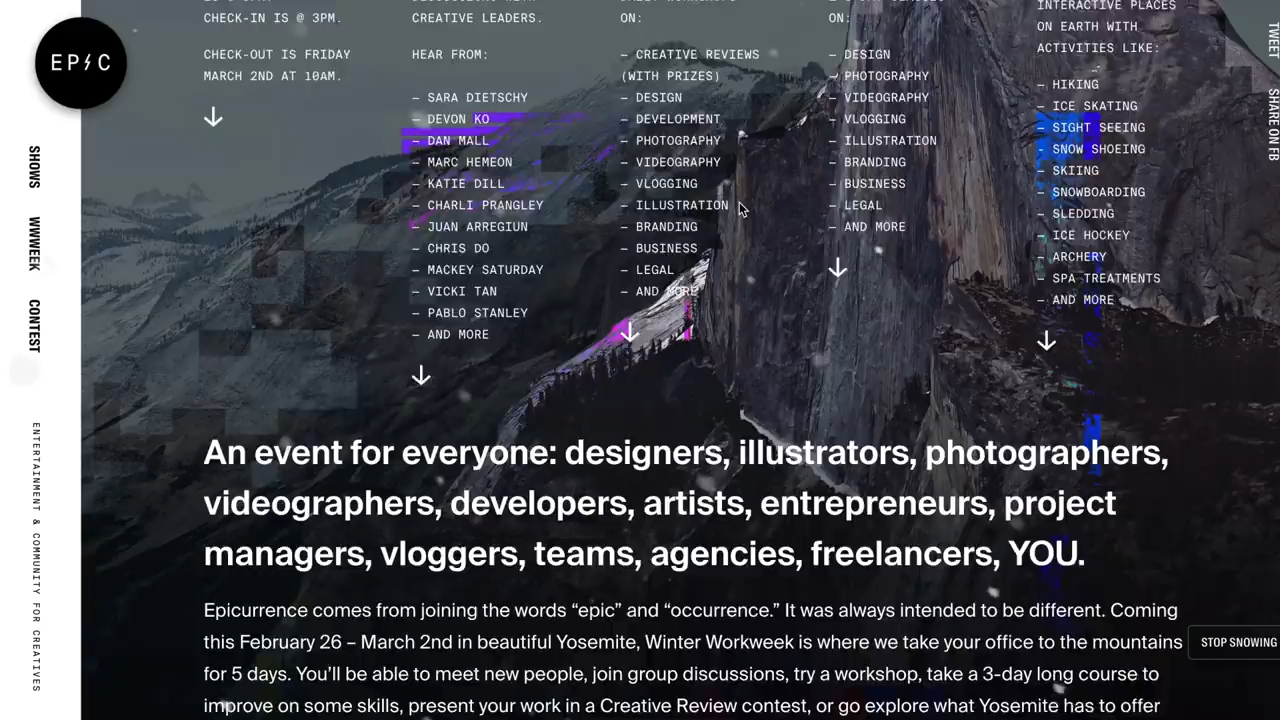 EPIC
SHOWS
WWWEEK
CONTEST
ENTERTAINMENT & COMMUNITY FOR CREATIVES
CHECK-IN IS @ 3PM.
CHECK-OUT IS FRIDAY
MARCH 2ND AT 10AM.
CREATIVE LEADERS.
HEAR FROM:
– SARA DIETSCHY
– DEVON KO
– DAN MALL
– MARC HEMEON
– KATIE DILL
– CHARLI PRANGLEY
– JUAN ARREGIUN
– CHRIS DO
– MACKEY SATURDAY
– VICKI TAN
– PABLO STANLEY
– AND MORE
ON:
– CREATIVE REVIEWS
(WITH PRIZES)
– DESIGN
– DEVELOPMENT
– PHOTOGRAPHY
– VIDEOGRAPHY
– VLOGGING
– ILLUSTRATION
– BRANDING
– BUSINESS
– LEGAL
– AND MORE
ON:
– DESIGN
– PHOTOGRAPHY
– VIDEOGRAPHY
– VLOGGING
– ILLUSTRATION
– BRANDING
– BUSINESS
– LEGAL
– AND MORE
INTERACTIVE PLACES
ON EARTH WITH
ACTIVITIES LIKE:
– HIKING
– ICE SKATING
– SIGHT SEEING
– SNOW SHOEING
– SKIING
– SNOWBOARDING
– SLEDDING
– ICE HOCKEY
– ARCHERY
– SPA TREATMENTS
– AND MORE
TWEET
SHARE ON FB
An event for everyone: designers, illustrators, photographers,
videographers, developers, artists, entrepreneurs, project
managers, vloggers, teams, agencies, freelancers, YOU.
Epicurrence comes from joining the words “epic” and “occurrence.” It was always intended to be different. Coming
this February 26 – March 2nd in beautiful Yosemite, Winter Workweek is where we take your office to the mountains
for 5 days. You’ll be able to meet new people, join group discussions, try a workshop, take a 3-day long course to
improve on some skills, present your work in a Creative Review contest, or go explore what Yosemite has to offer
STOP SNOWING